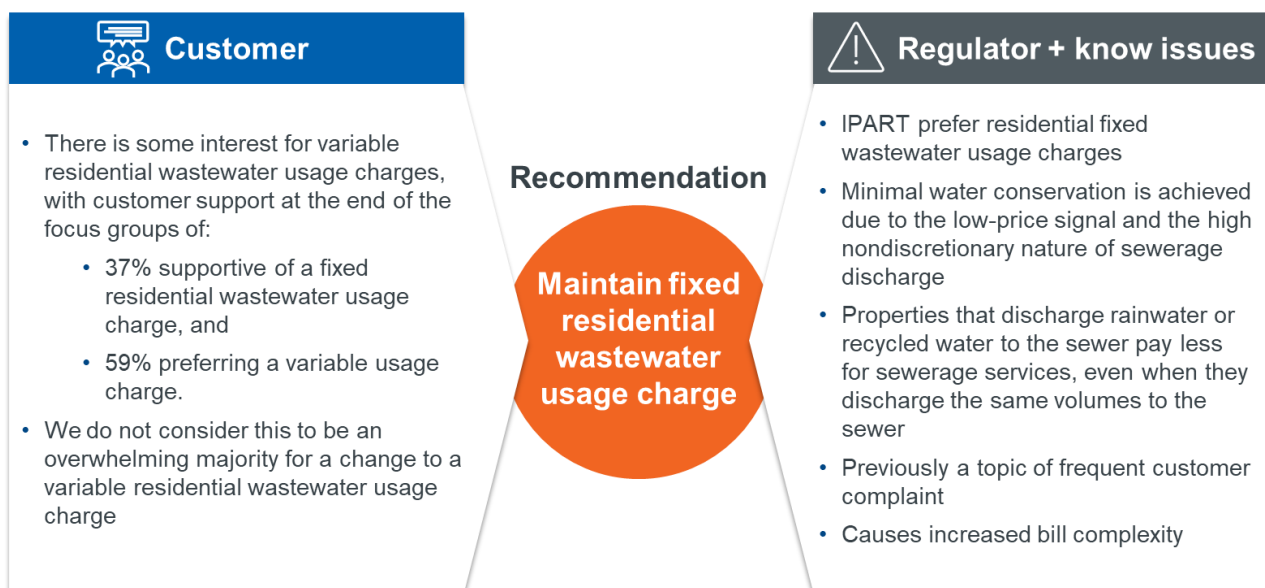 Customer
• There is some interest for variable
residential wastewater usage charges,
with customer support at the end of the
focus groups of:
• 37% supportive of a fixed
residential wastewater usage
charge, and
• 59% preferring a variable usage
charge.
• We do not consider this to be an
overwhelming majority for a change to a
variable residential wastewater usage
charge
Recommendation
Maintain fixed
residential
wastewater
usage charge
Regulator + know issues
• IPART prefer residential fixed
wastewater usage charges
• Minimal water conservation is achieved
due to the low-price signal and the high
nondiscretionary nature of sewerage
discharge
• Properties that discharge rainwater or
recycled water to the sewer pay less
for sewerage services, even when they
discharge the same volumes to the
sewer
• Previously a topic of frequent customer
complaint
• Causes increased bill complexity